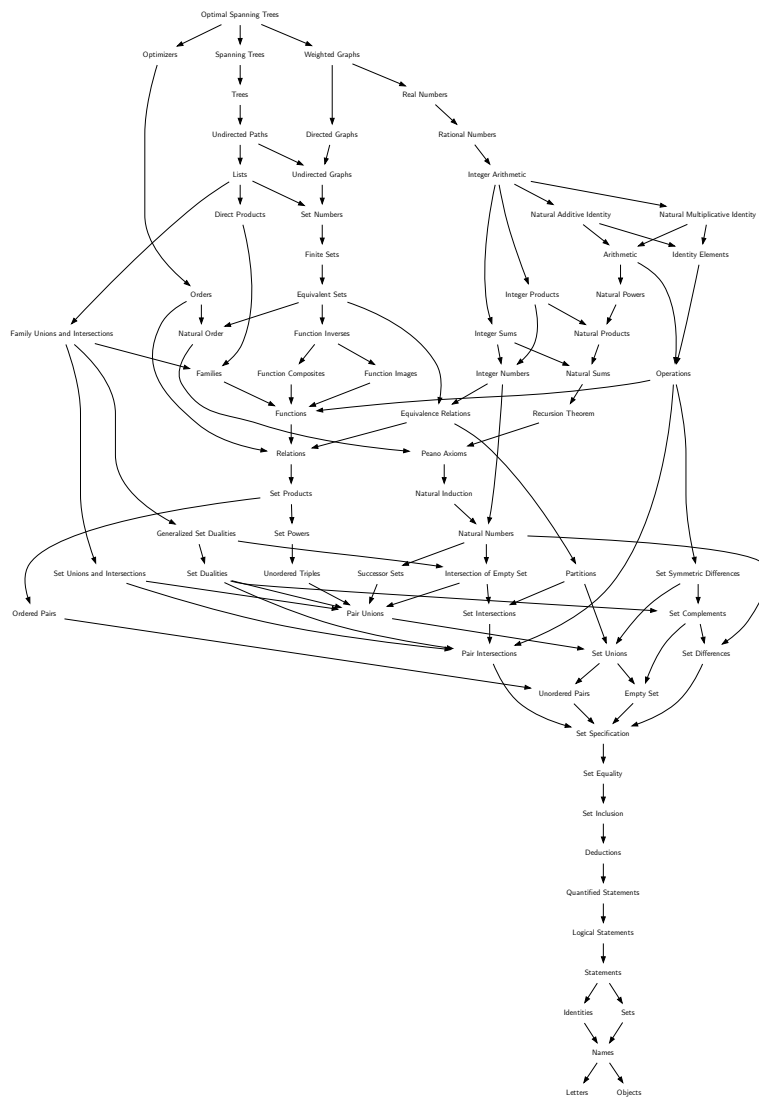 Optimal Spanning Trees
Optimizers
Spanning Trees
Weighted Graphs
Trees
Real Numbers
Undirected Paths
Directed Graphs
Rational Numbers
Lists
Undirected Graphs
Integer Arithmetic
Direct Products
Set Numbers
Natural Additive Identity
Natural Multiplicative Identity
Finite Sets
Arithmetic
Identity Elements
Orders
Equivalent Sets
Integer Products
Natural Powers
Family Unions and Intersections
Natural Order
Function Inverses
Integer Sums
Natural Products
Families
Function Composites
Function Images
Integer Numbers
Natural Sums
Operations
Functions
Equivalence Relations
Recursion Theorem
Relations
Peano Axioms
Set Products
Natural Induction
Generalized Set Dualities
Set Powers
Natural Numbers
Set Unions and Intersections
Set Dualities
Unordered Triples
Successor Sets
Intersection of Empty Set
Partitions
Set Symmetric Differences
Ordered Pairs
Pair Unions
Set Intersections
Set Complements
Pair Intersections
Set Unions
Set Differences
Unordered Pairs
Empty Set
Set Specification
Set Equality
Set Inclusion
Deductions
Quantified Statements
Logical Statements
Statements
Identities
Sets
Names
Letters
Objects